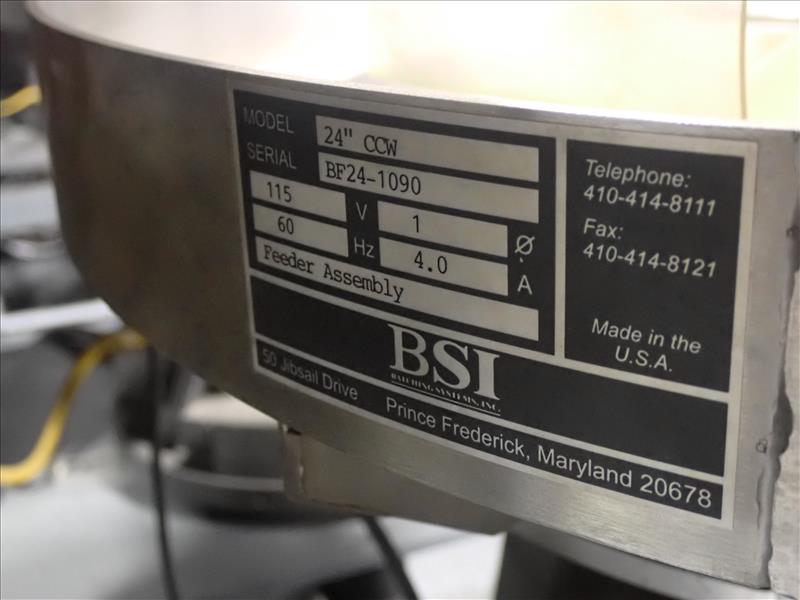 MODEL 24" CCW
SERIAL BF24-1090
115 V 1 Ø
60 Hz 4.0 A
Feeder Assembly
Telephone:
410-414-8111
Fax:
410-414-8121
Made in the
U.S.A.
BSI
BATCHING SYSTEMS, INC.
50 Jibsail Drive Prince Frederick, Maryland 20678